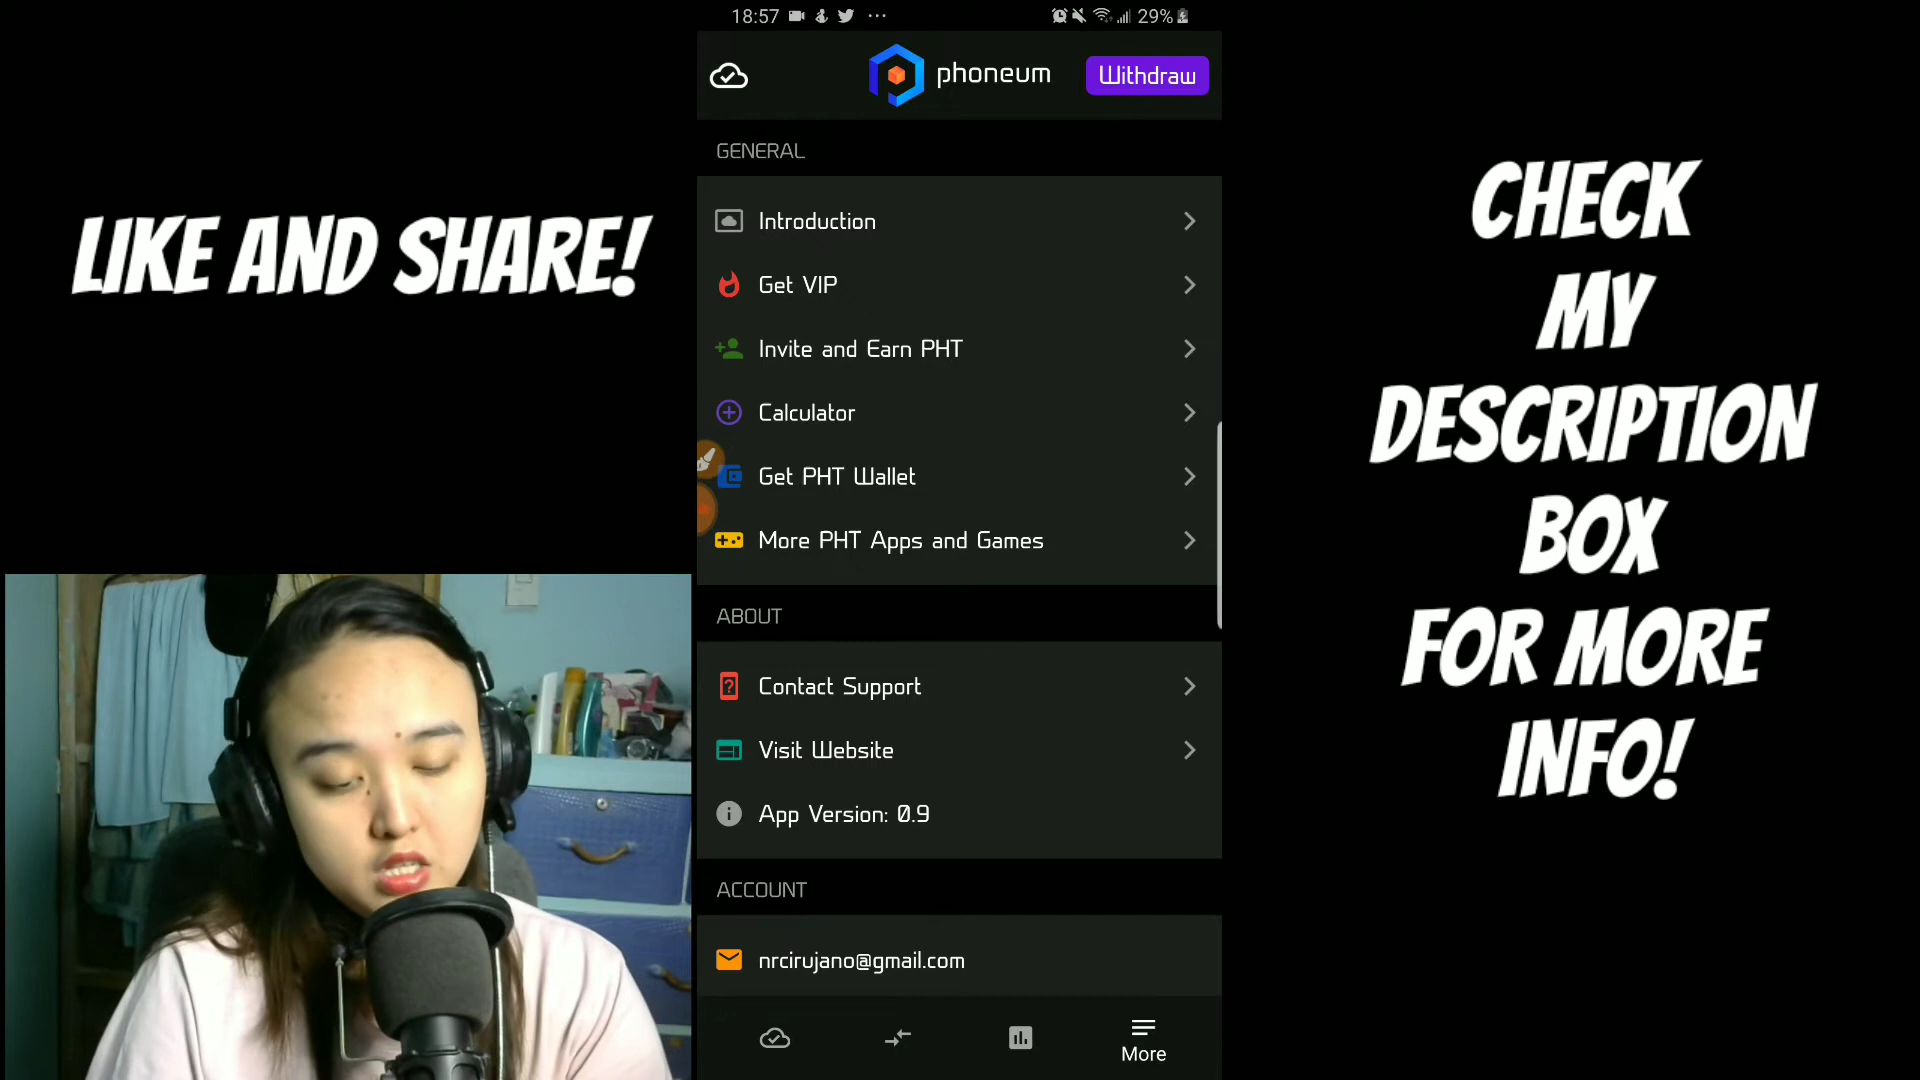 LIKE AND SHARE!
18:57
29%
phoneum
Withdraw
GENERAL
Introduction
Get VIP
Invite and Earn PHT
Calculator
Get PHT Wallet
More PHT Apps and Games
ABOUT
Contact Support
Visit Website
App Version: 0.9
ACCOUNT
nrcirujano@gmail.com
More
CHECK
MY
DESCRIPTION
BOX
FOR MORE
INFO!